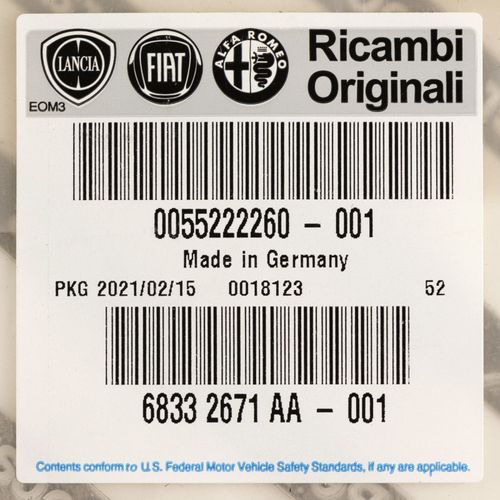 LANCIA FIAT ALFA ROMEO Ricambi
Originali
EOM3
0055222260 - 001
Made in Germany
PKG 2021/02/15 0018123 52
6833 2671 AA - 001
Contents conform to U.S. Federal Motor Vehicle Safety Standards, if any are applicable.